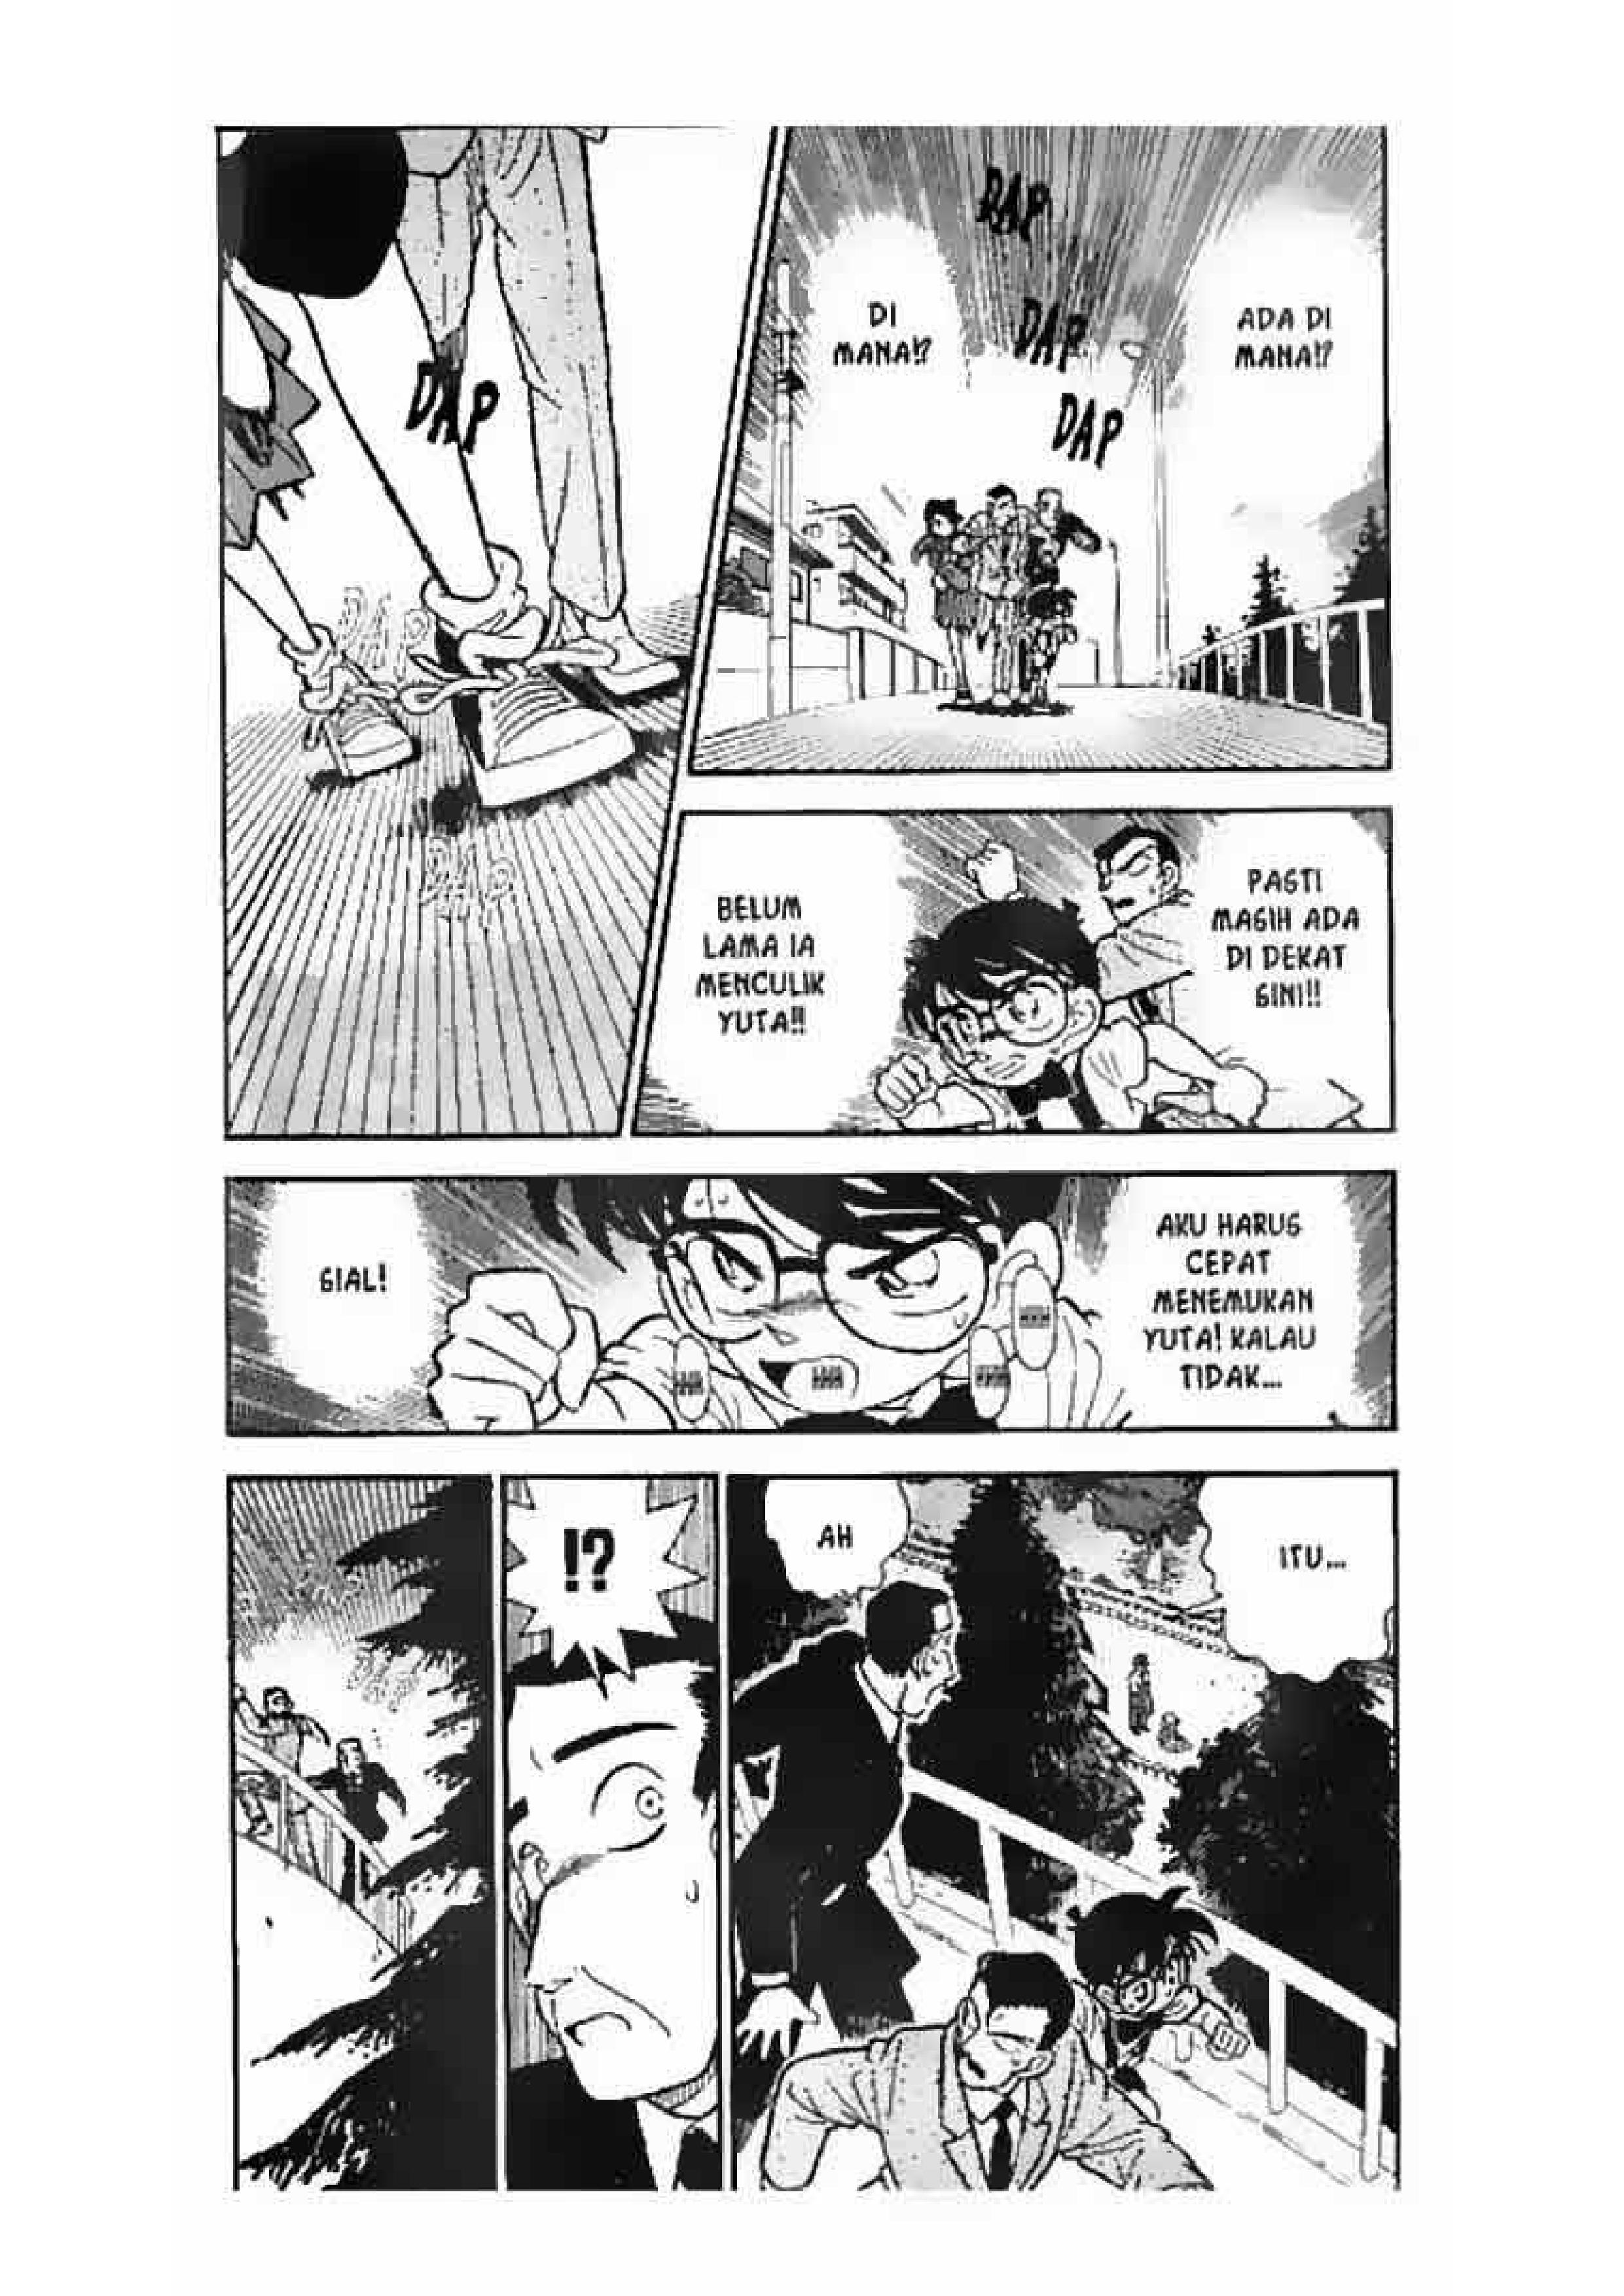 ADA DI
MANA!?
DAP
DAP
DAP
DI
MANA!?
DAP
PASTI
MASIH ADA
DI DEKAT
SINI!!
BELUM
LAMA IA
MENCULIK
YUTA!!
AKU HARUS
CEPAT
MENEMUKAN
YUTA! KALAU
TIDAK...
SIAL!
ITU...
AH
!?